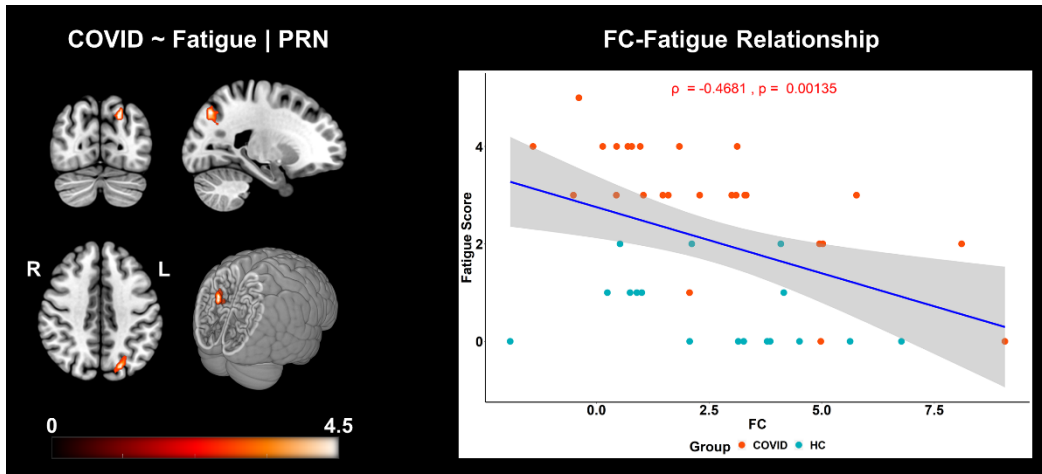 COVID ~ Fatigue | PRN
R
L
0
4.5
FC-Fatigue Relationship
ρ = -0.4681 , p = 0.00135
Fatigue Score
4
2
0
0.0 2.5 5.0 7.5
FC
Group COVID HC